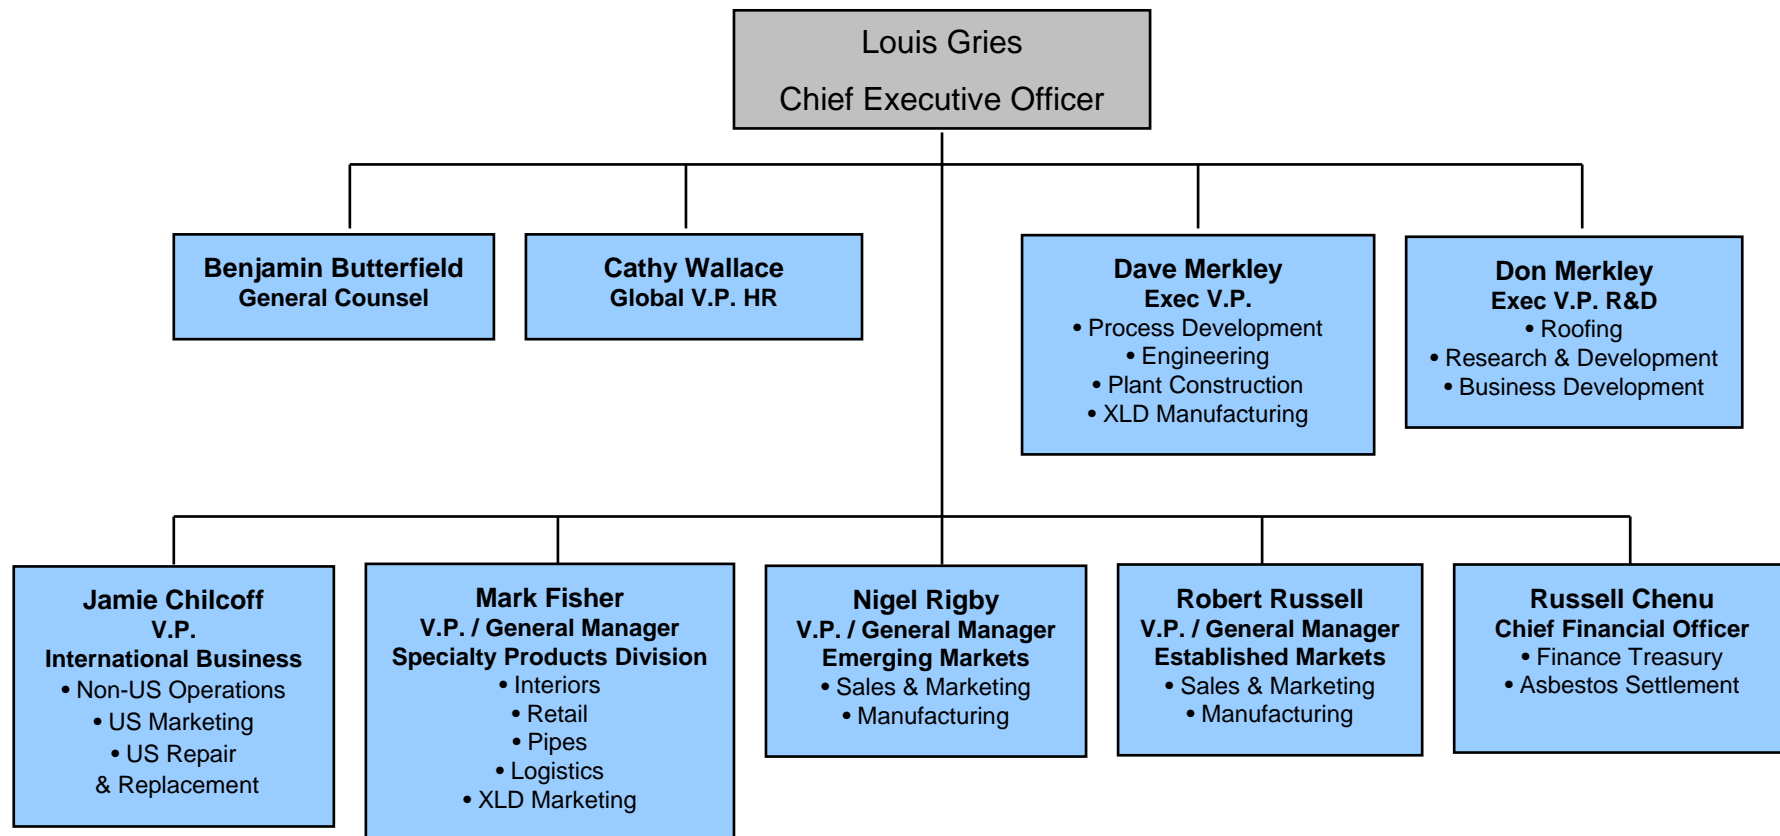 Louis Gries
Chief Executive Officer
Benjamin Butterfield
General Counsel
Cathy Wallace
Global V.P. HR
Dave Merkley
Exec V.P.
• Process Development
• Engineering
• Plant Construction
• XLD Manufacturing
Don Merkley
Exec V.P. R&D
• Roofing
• Research & Development
• Business Development
Jamie Chilcoff
V.P.
International Business
• Non-US Operations
• US Marketing
• US Repair
& Replacement
Mark Fisher
V.P. / General Manager
Specialty Products Division
• Interiors
• Retail
• Pipes
• Logistics
• XLD Marketing
Nigel Rigby
V.P. / General Manager
Emerging Markets
• Sales & Marketing
• Manufacturing
Robert Russell
V.P. / General Manager
Established Markets
• Sales & Marketing
• Manufacturing
Russell Chenu
Chief Financial Officer
• Finance Treasury
• Asbestos Settlement